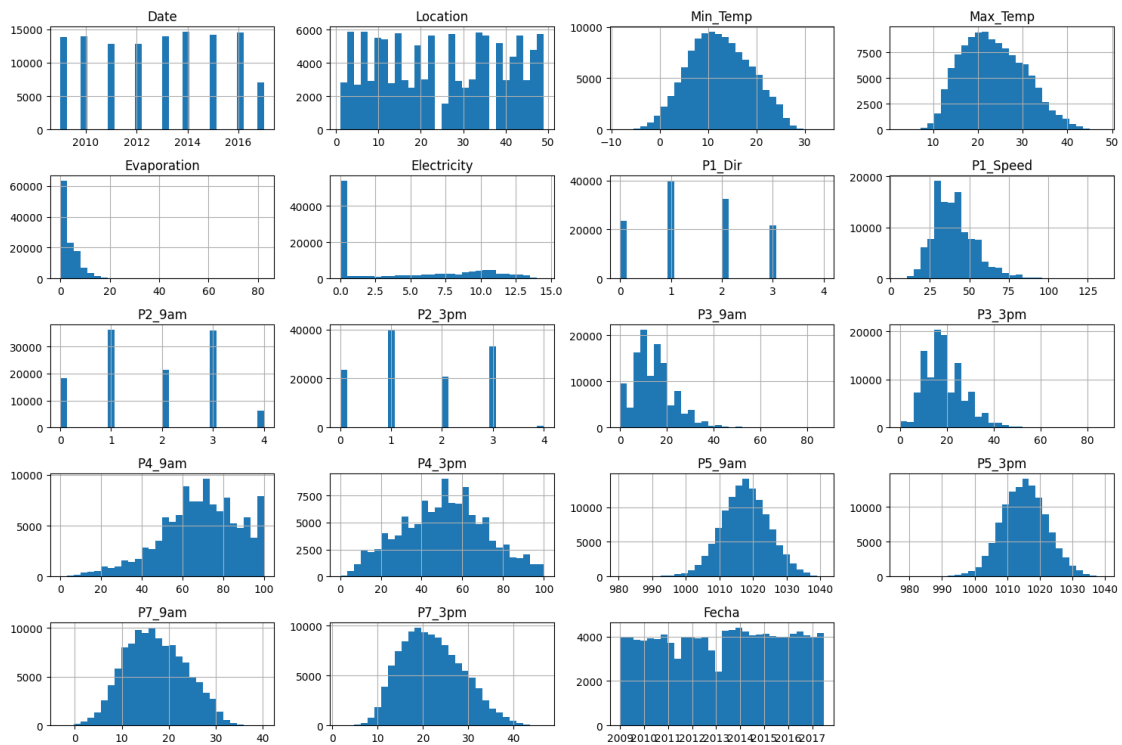 Date Location Min_Temp Max_Temp
15000 10000 5000 0
2010 2012 2014 2016
6000 4000 2000 0
0 10 20 30 40 50
10000 5000 0
−10 0 10 20 30
7500 5000 2500 0
10 20 30 40 50
Evaporation Electricity P1_Dir P1_Speed
60000 40000 20000 0
0 20 40 60 80
40000 20000 0
0.0 2.5 5.0 7.5 10.0 12.5 15.0
40000 20000 0
0 1 2 3 4
20000 10000 0
25 50 75 100 125
P2_9am P2_3pm P3_9am P3_3pm
30000 20000 10000 0
0 1 2 3 4
40000 20000 0
0 1 2 3 4
20000 15000 10000 5000 0
0 20 40 60 80
20000 15000 10000 5000 0
0 20 40 60 80
P4_9am P4_3pm P5_9am P5_3pm
10000 5000 0
0 20 40 60 80 100
7500 5000 2500 0
0 20 40 60 80 100
10000 5000 0
980 990 1000 1010 1020 1030 1040
10000 5000 0
980 990 1000 1010 1020 1030 1040
P7_9am P7_3pm Fecha
10000 5000 0
0 10 20 30 40
10000 7500 5000 2500 0
0 10 20 30 40
4000 2000 0
2009 2010 2011 2012 2013 2014 2015 2016 2017